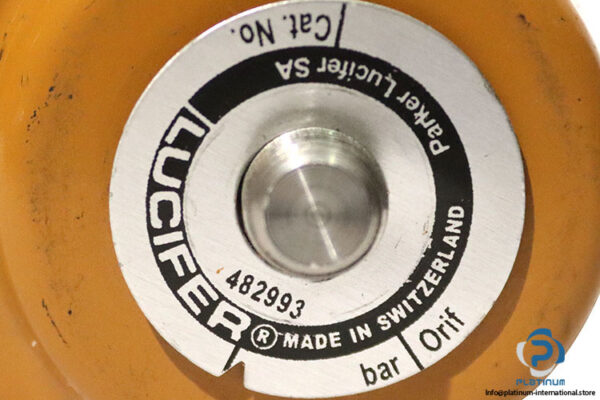 Cat. No.
Parker Lucifer SA
LUCIFER®
MADE IN SWITZERLAND
482993
bar
Orif
PLATINUM
Info@platinum-international.store